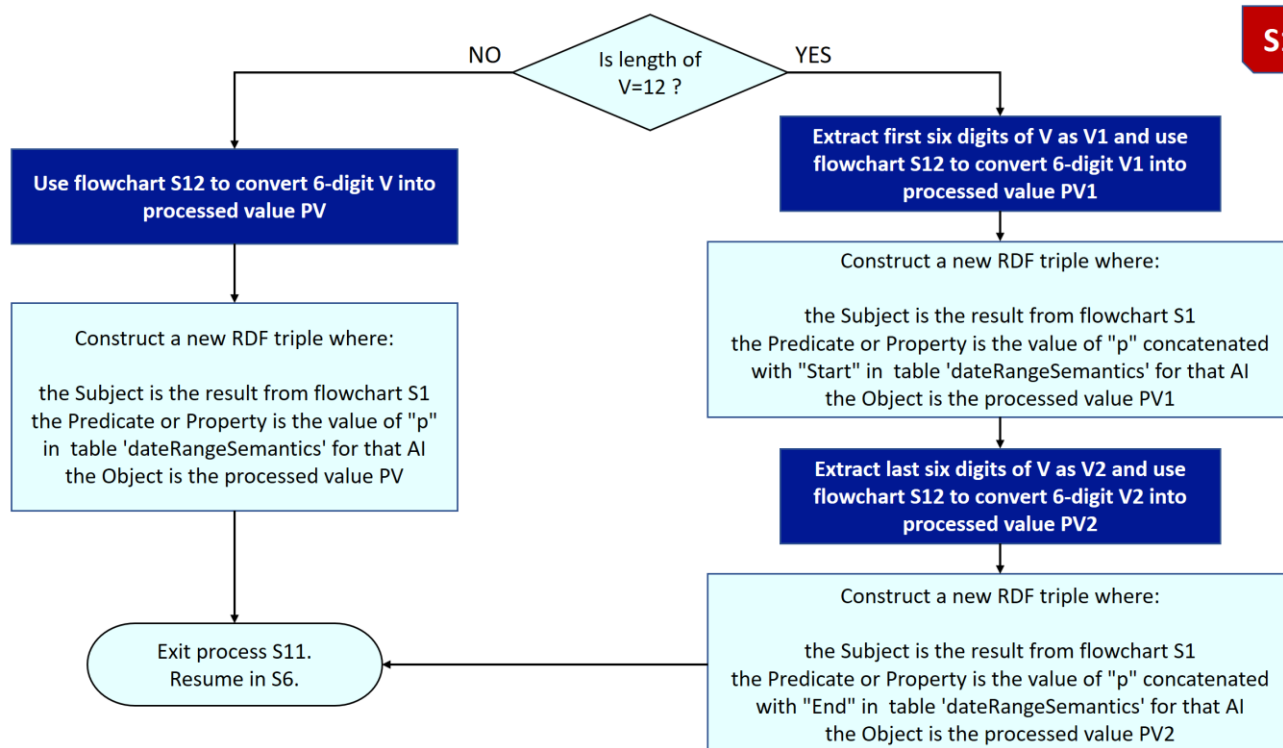 Is length of
V=12 ?
NO
YES
Use flowchart S12 to convert 6-digit V into
processed value PV
Construct a new RDF triple where:
the Subject is the result from flowchart S1
the Predicate or Property is the value of "p"
in  table 'dateRangeSemantics' for that AI
the Object is the processed value PV
Extract first six digits of V as V1 and use
flowchart S12 to convert 6-digit V1 into
processed value PV1
Construct a new RDF triple where:
the Subject is the result from flowchart S1
the Predicate or Property is the value of "p" concatenated
with "Start" in  table 'dateRangeSemantics' for that AI
the Object is the processed value PV1
Extract last six digits of V as V2 and use
flowchart S12 to convert 6-digit V2 into
processed value PV2
Construct a new RDF triple where:
the Subject is the result from flowchart S1
the Predicate or Property is the value of "p" concatenated
with "End" in  table 'dateRangeSemantics' for that AI
the Object is the processed value PV2
Exit process S11.
Resume in S6.